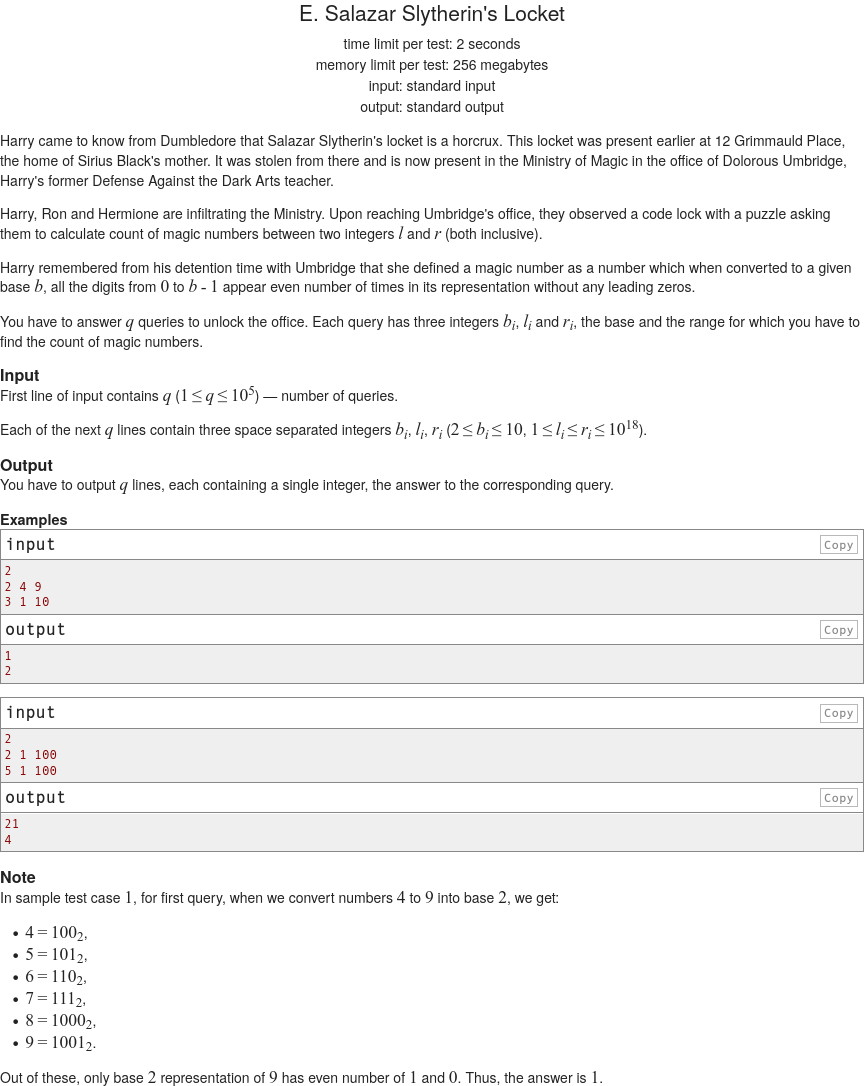 E. Salazar Slytherin's Locket
time limit per test: 2 seconds
memory limit per test: 256 megabytes
input: standard input
output: standard output
Harry came to know from Dumbledore that Salazar Slytherin's locket is a horcrux. This locket was present earlier at 12 Grimmauld Place,
the home of Sirius Black's mother. It was stolen from there and is now present in the Ministry of Magic in the office of Dolorous Umbridge,
Harry's former Defense Against the Dark Arts teacher.
Harry, Ron and Hermione are infiltrating the Ministry. Upon reaching Umbridge's office, they observed a code lock with a puzzle asking
them to calculate count of magic numbers between two integers l and r (both inclusive).
Harry remembered from his detention time with Umbridge that she defined a magic number as a number which when converted to a given
base b, all the digits from 0 to b - 1 appear even number of times in its representation without any leading zeros.
You have to answer q queries to unlock the office. Each query has three integers b_i, l_i and r_i, the base and the range for which you have to
find the count of magic numbers.
Input
First line of input contains q (1 ≤ q ≤ 10^5) — number of queries.
Each of the next q lines contain three space separated integers b_i, l_i, r_i (2 ≤ b_i ≤ 10, 1 ≤ l_i ≤ r_i ≤ 10^18).
Output
You have to output q lines, each containing a single integer, the answer to the corresponding query.
Examples
input Copy
2
2 4 9
3 1 10
output Copy
1
2
input Copy
2
2 1 100
5 1 100
output Copy
21
4
Note
In sample test case 1, for first query, when we convert numbers 4 to 9 into base 2, we get:
• 4 = 100_2,
• 5 = 101_2,
• 6 = 110_2,
• 7 = 111_2,
• 8 = 1000_2,
• 9 = 1001_2.
Out of these, only base 2 representation of 9 has even number of 1 and 0. Thus, the answer is 1.